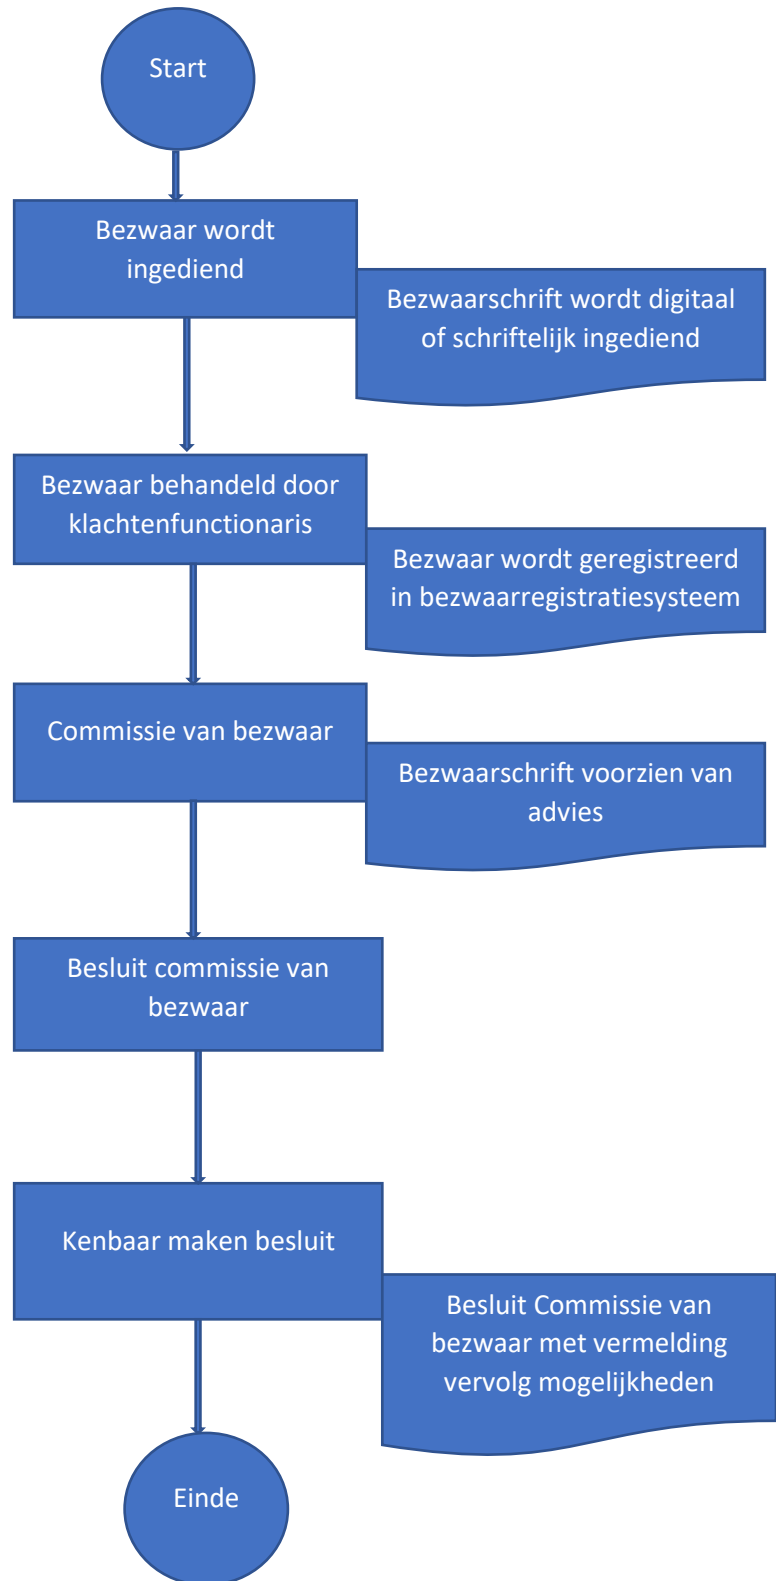 Start
Bezwaar wordt
ingediend
Bezwaarschrift wordt digitaal
of schriftelijk ingediend
Bezwaar behandeld door
klachtenfunctionaris
Bezwaar wordt geregistreerd
in bezwaarregistratiesysteem
Commissie van bezwaar
Bezwaarschrift voorzien van
advies
Besluit commissie van
bezwaar
Kenbaar maken besluit
Besluit Commissie van
bezwaar met vermelding
vervolg mogelijkheden
Einde